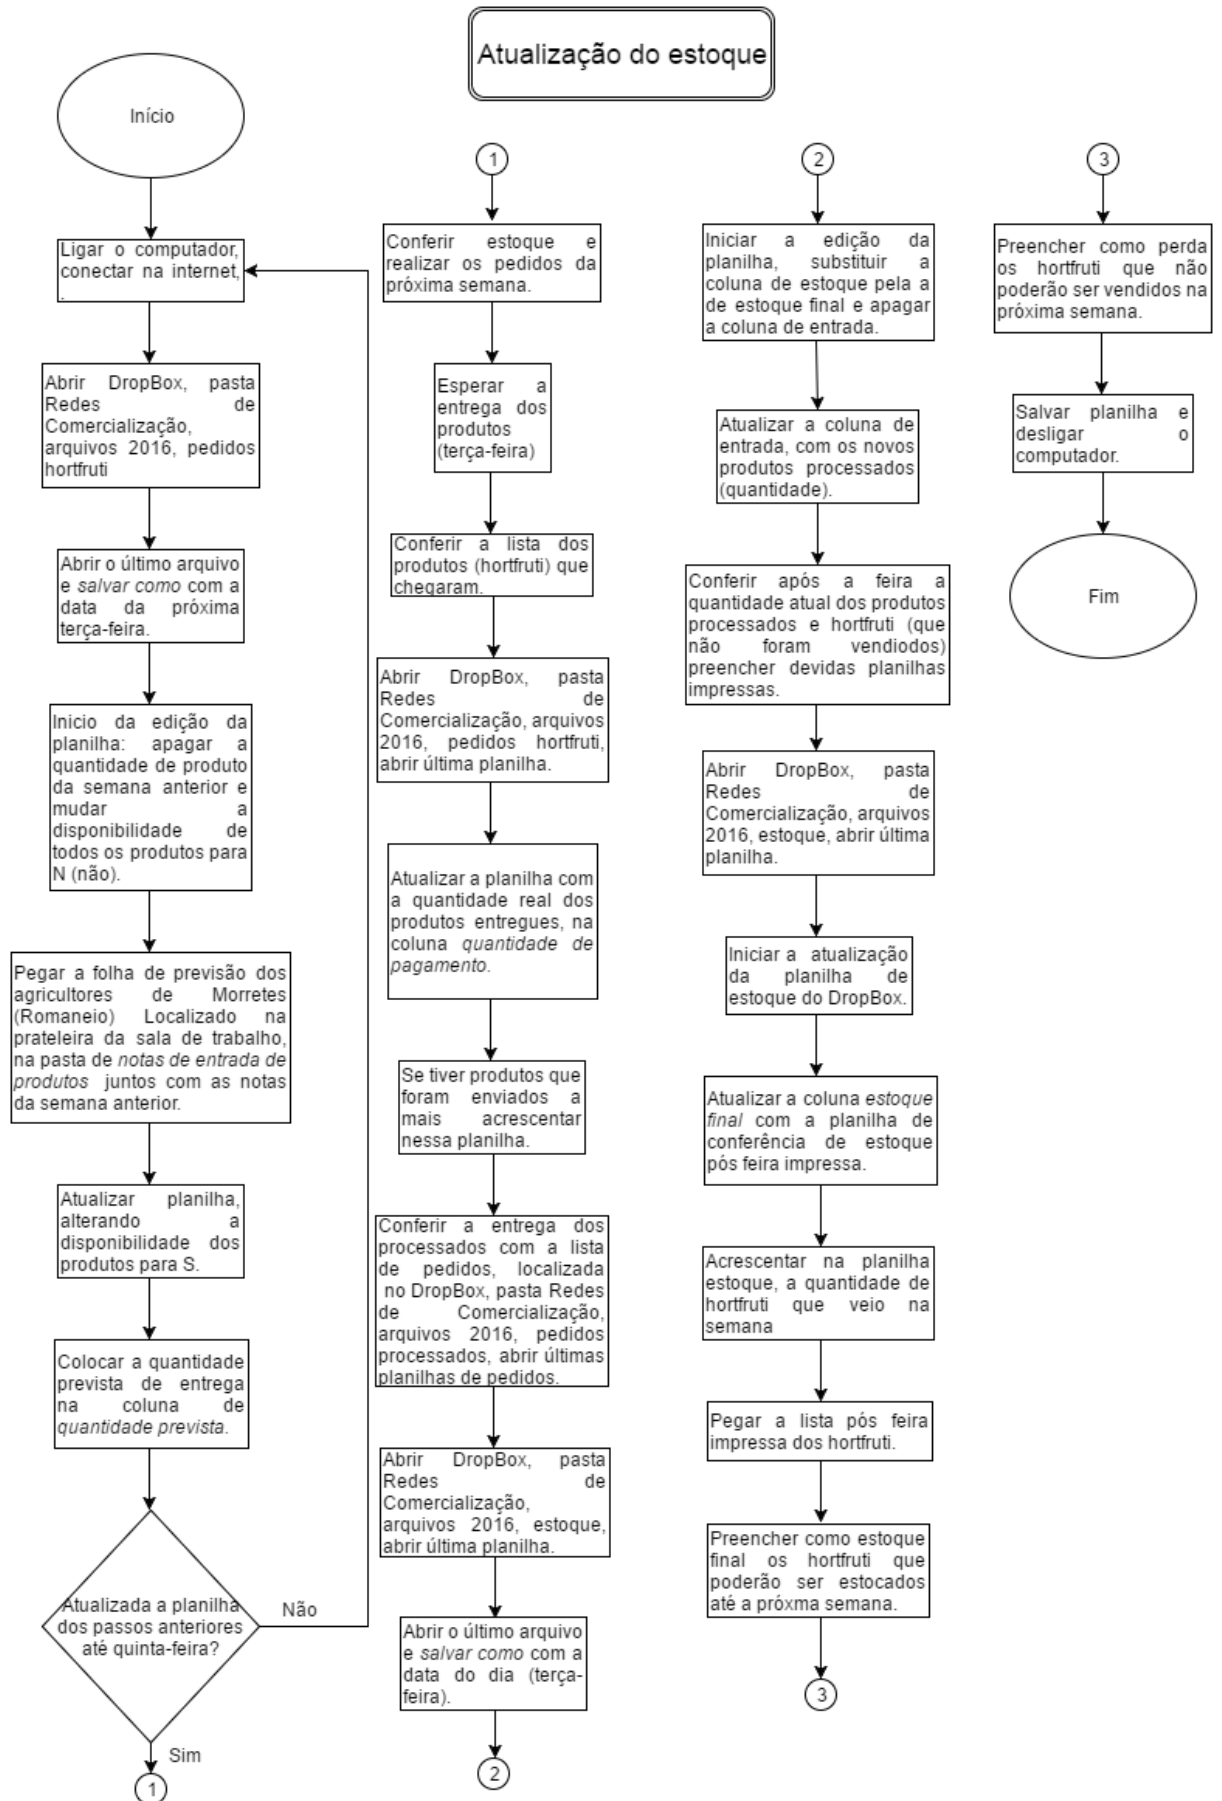 Atualização do estoque
Início
Ligar o computador,
conectar na internet,
.
Abrir DropBox, pasta
Redes de
Comercialização,
arquivos 2016, pedidos
hortfruti
Abrir o último arquivo
e salvar como com a
data da próxima
terça-feira.
Inicio da edição da
planilha: apagar a
quantidade de produto
da semana anterior e
mudar a
disponibilidade de
todos os produtos para
N (não).
Pegar a folha de previsão dos
agricultores de Morretes
(Romaneio) Localizado na
prateleira da sala de trabalho,
na pasta de notas de entrada de
produtos juntos com as notas
da semana anterior.
Atualizar planilha,
alterando a
disponibilidade dos
produtos para S.
Colocar a quantidade
prevista de entrega
na coluna de
quantidade prevista.
Atualizada a planilha
dos passos anteriores
até quinta-feira?
Não
Sim
1
1
Conferir estoque e
realizar os pedidos da
próxima semana.
Esperar a
entrega dos
produtos
(terça-feira)
Conferir a lista dos
produtos (hortfruti) que
chegaram.
Abrir DropBox, pasta
Redes de
Comercialização, arquivos
2016, pedidos hortfruti,
abrir última planilha.
Atualizar a planilha com
a quantidade real dos
produtos entregues, na
coluna quantidade de
pagamento.
Se tiver produtos que
foram enviados a
mais acrescentar
nessa planilha.
Conferir a entrega dos
processados com a lista
de pedidos, localizada
no DropBox, pasta Redes
de Comercialização,
arquivos 2016, pedidos
processados, abrir últimas
planilhas de pedidos.
Abrir DropBox, pasta
Redes de
Comercialização,
arquivos 2016, estoque,
abrir última planilha.
Abrir o último arquivo
e salvar como com a
data do dia (terça-
feira).
2
2
Iniciar a edição da
planilha, substituir a
coluna de estoque pela a
de estoque final e apagar
a coluna de entrada.
Atualizar a coluna de
entrada, com os novos
produtos processados
(quantidade).
Conferir após a feira a
quantidade atual dos produtos
processados e hortfruti (que
não foram vendiodos)
preencher devidas planilhas
impressas.
Abrir DropBox, pasta
Redes de
Comercialização, arquivos
2016, estoque, abrir última
planilha.
Iniciar a atualização
da planilha de
estoque do DropBox.
Atualizar a coluna estoque
final com a planilha de
conferência de estoque
pós feira impressa.
Acrescentar na planilha
estoque, a quantidade de
hortfruti que veio na
semana
Pegar a lista pós feira
impressa dos hortfruti.
Preencher como estoque
final os hortfruti que
poderão ser estocados
até a próxma semana.
3
3
Preencher como perda
os hortfruti que não
poderão ser vendidos na
próxima semana.
Salvar planilha e
desligar o
computador.
Fim